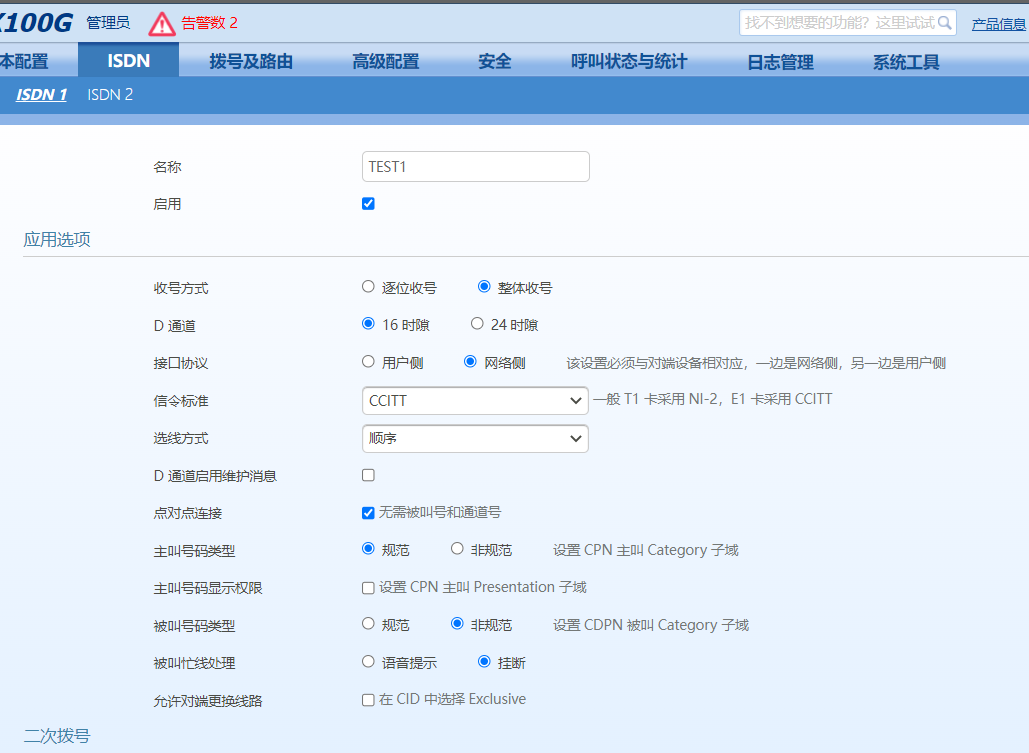 X100G 管理员 告警数 2 找不到想要的功能？这里试试 产品信息
本配置 ISDN 拨号及路由 高级配置 安全 呼叫状态与统计 日志管理 系统工具
ISDN 1 ISDN 2
名称 TEST1
启用
应用选项
收号方式 逐位收号 整体收号
D 通道 16 时隙 24 时隙
接口协议 用户侧 网络侧 该设置必须与对端设备相对应，一边是网络侧，另一边是用户侧
信令标准 CCITT 一般 T1 卡采用 NI-2，E1 卡采用 CCITT
选线方式 顺序
D 通道启用维护消息
点对点连接 无需被叫号和通道号
主叫号码类型 规范 非规范 设置 CPN 主叫 Category 子域
主叫号码显示权限 设置 CPN 主叫 Presentation 子域
被叫号码类型 规范 非规范 设置 CDPN 被叫 Category 子域
被叫忙线处理 语音提示 挂断
允许对端更换线路 在 CID 中选择 Exclusive
二次拨号